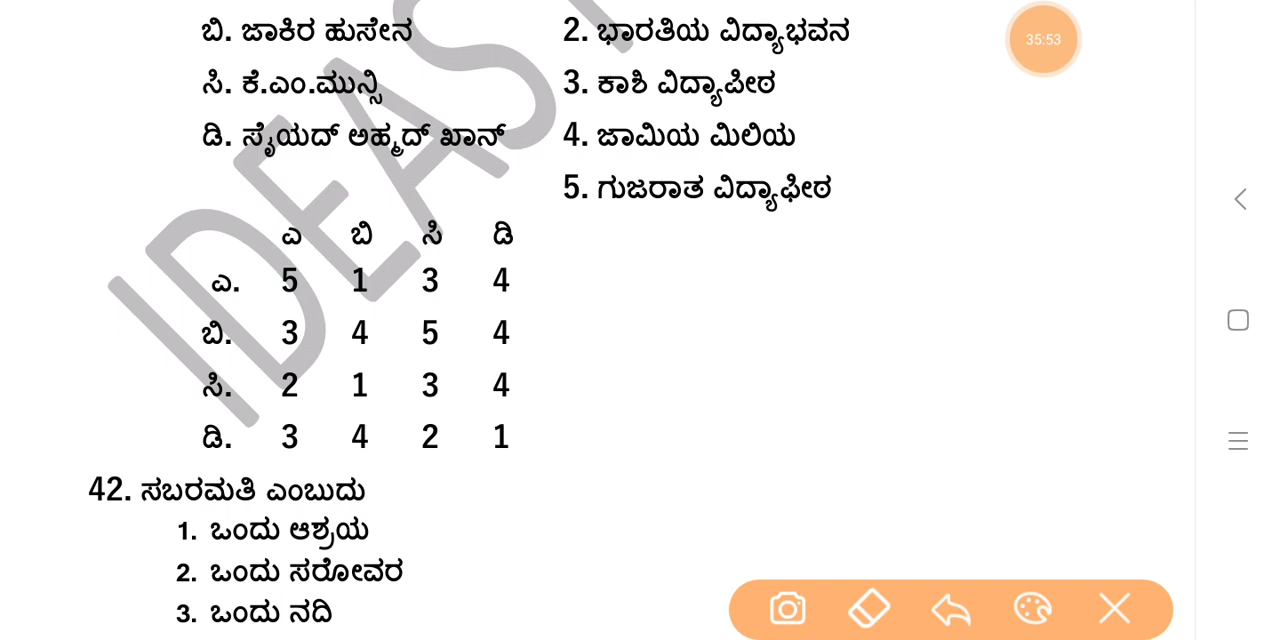 ಬಿ. ಜಾಕಿರ ಹುಸೇನ 2. ಭಾರತಿಯ ವಿದ್ಯಾಭವನ
35:53
ಸಿ. ಕೆ.ಎಂ.ಮುನ್ಸಿ 3. ಕಾಶಿ ವಿದ್ಯಾಪೀಠ
ಡಿ. ಸೈಯದ್ ಅಹ್ಮದ್ ಖಾನ್ 4. ಜಾಮಿಯ ಮಿಲಿಯ
5. ಗುಜರಾತ ವಿದ್ಯಾಫೀಠ
ಎ ಬಿ ಸಿ ಡಿ
ಎ. 5 1 3 4
ಬಿ. 3 4 5 4
ಸಿ. 2 1 3 4
ಡಿ. 3 4 2 1
42. ಸಬರಮತಿ ಎಂಬುದು
1. ಒಂದು ಆಶ್ರಯ
2. ಒಂದು ಸರೋವರ
3. ಒಂದು ನದಿ
IDEAS